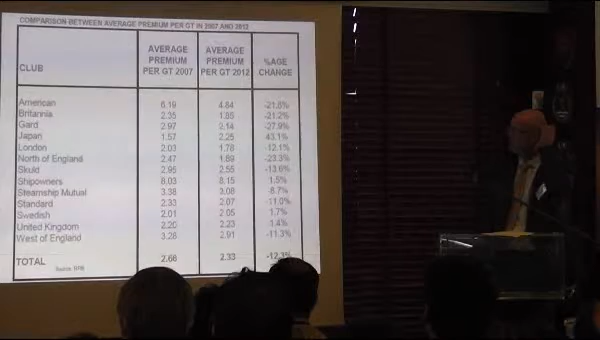 COMPARISON BETWEEN AVERAGE PREMIUM PER GT IN 2007 AND 2012
CLUB AVERAGE PREMIUM PER GT 2007 AVERAGE PREMIUM PER GT 2012 %AGE CHANGE
American 6.19 4.84 -21.8%
Britannia 2.35 1.85 -21.2%
Gard 2.97 2.14 -27.9%
Japan 1.57 2.25 43.1%
London 2.03 1.78 -12.1%
North of England 2.47 1.89 -23.3%
Skuld 2.95 2.55 -13.6%
Shipowners 8.03 8.15 1.5%
Steamship Mutual 3.38 3.08 -8.7%
Standard 2.33 2.07 -11.0%
Swedish 2.01 2.05 1.7%
United Kingdom 2.20 2.23 1.4%
West of England 3.28 2.91 -11.3%
TOTAL 2.66 2.33 -12.3%
Source: